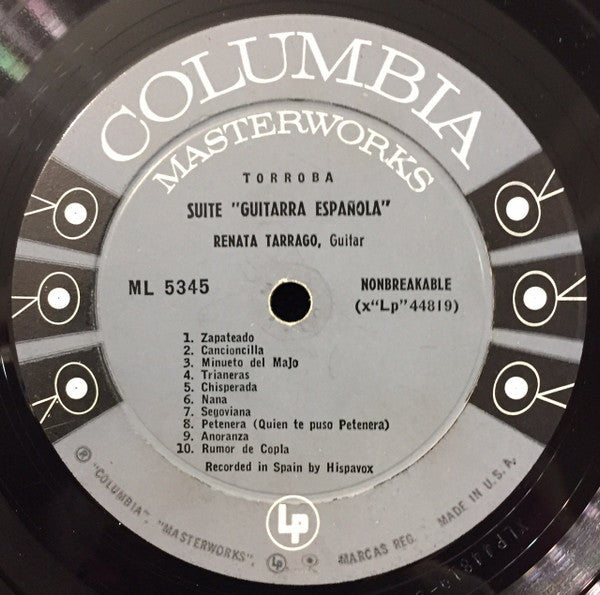 COLUMBIA
MASTERWORKS
TORROBA
SUITE "GUITARRA ESPAÑOLA"
RENATA TARRAGO, Guitar
ML 5345
NONBREAKABLE
(x"Lp"44819)
1. Zapateado
2. Cancioncilla
3. Minueto del MaJo
4. Trianeras
5. Chisperada
6. Nana
7. Segoviana
8. Petenera (Quien te puso Petenera)
9. Anoranza
10. Rumor de Copla
Recorded in Spain by Hispavox
Lp
® "COLUMBIA", "MASTERWORKS", Lp MARCAS REG. MADE IN U.S.A.